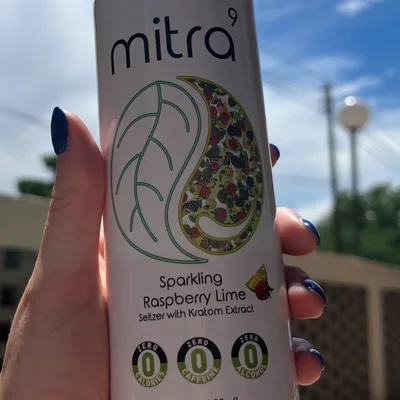 mitra⁹
Sparkling
Raspberry Lime
Seltzer with Kratom Extract
ZERO 0 CALORIES
ZERO 0 CAFFEINE
ZERO 0 ALCOHOL